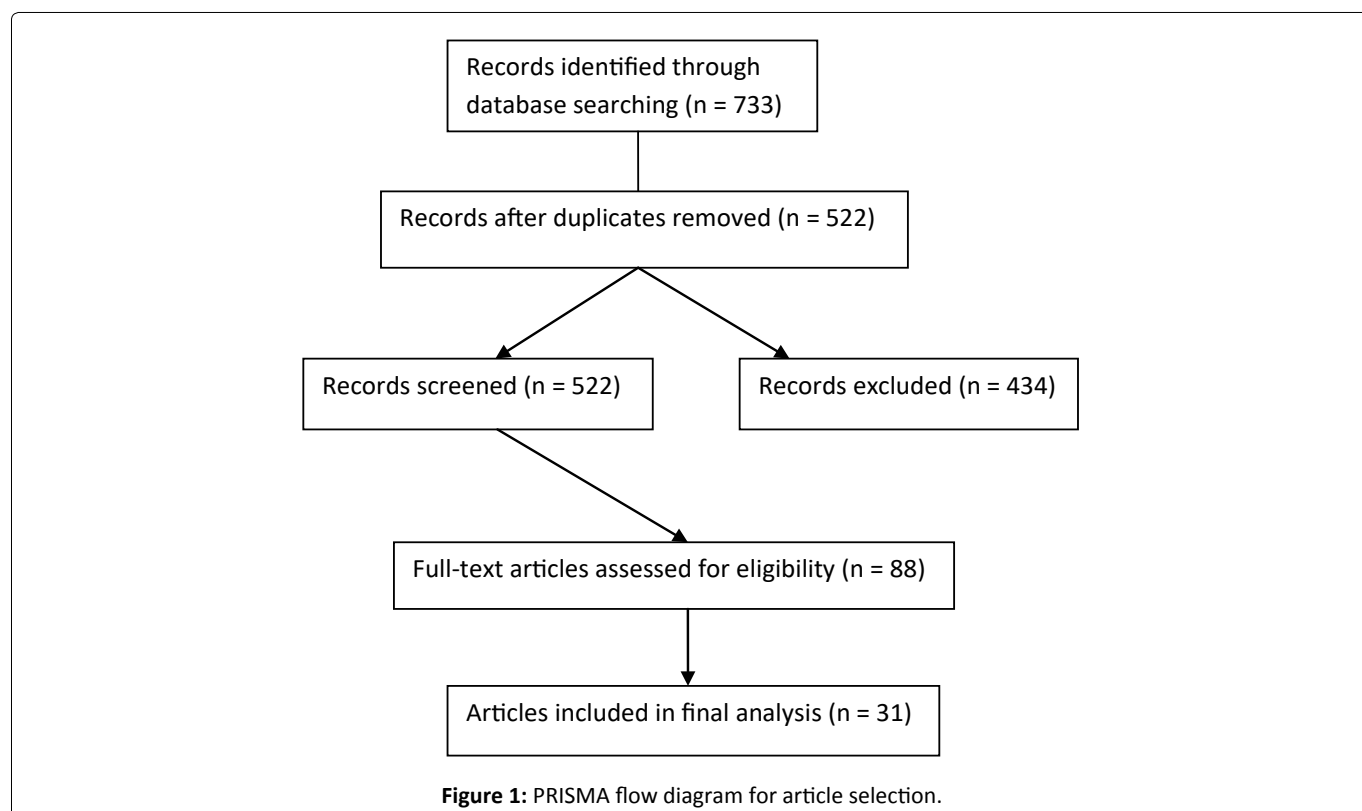 Records identified through
database searching (n = 733)
Records after duplicates removed (n = 522)
Records screened (n = 522)
Records excluded (n = 434)
Full-text articles assessed for eligibility (n = 88)
Articles included in final analysis (n = 31)
Figure 1: PRISMA flow diagram for article selection.